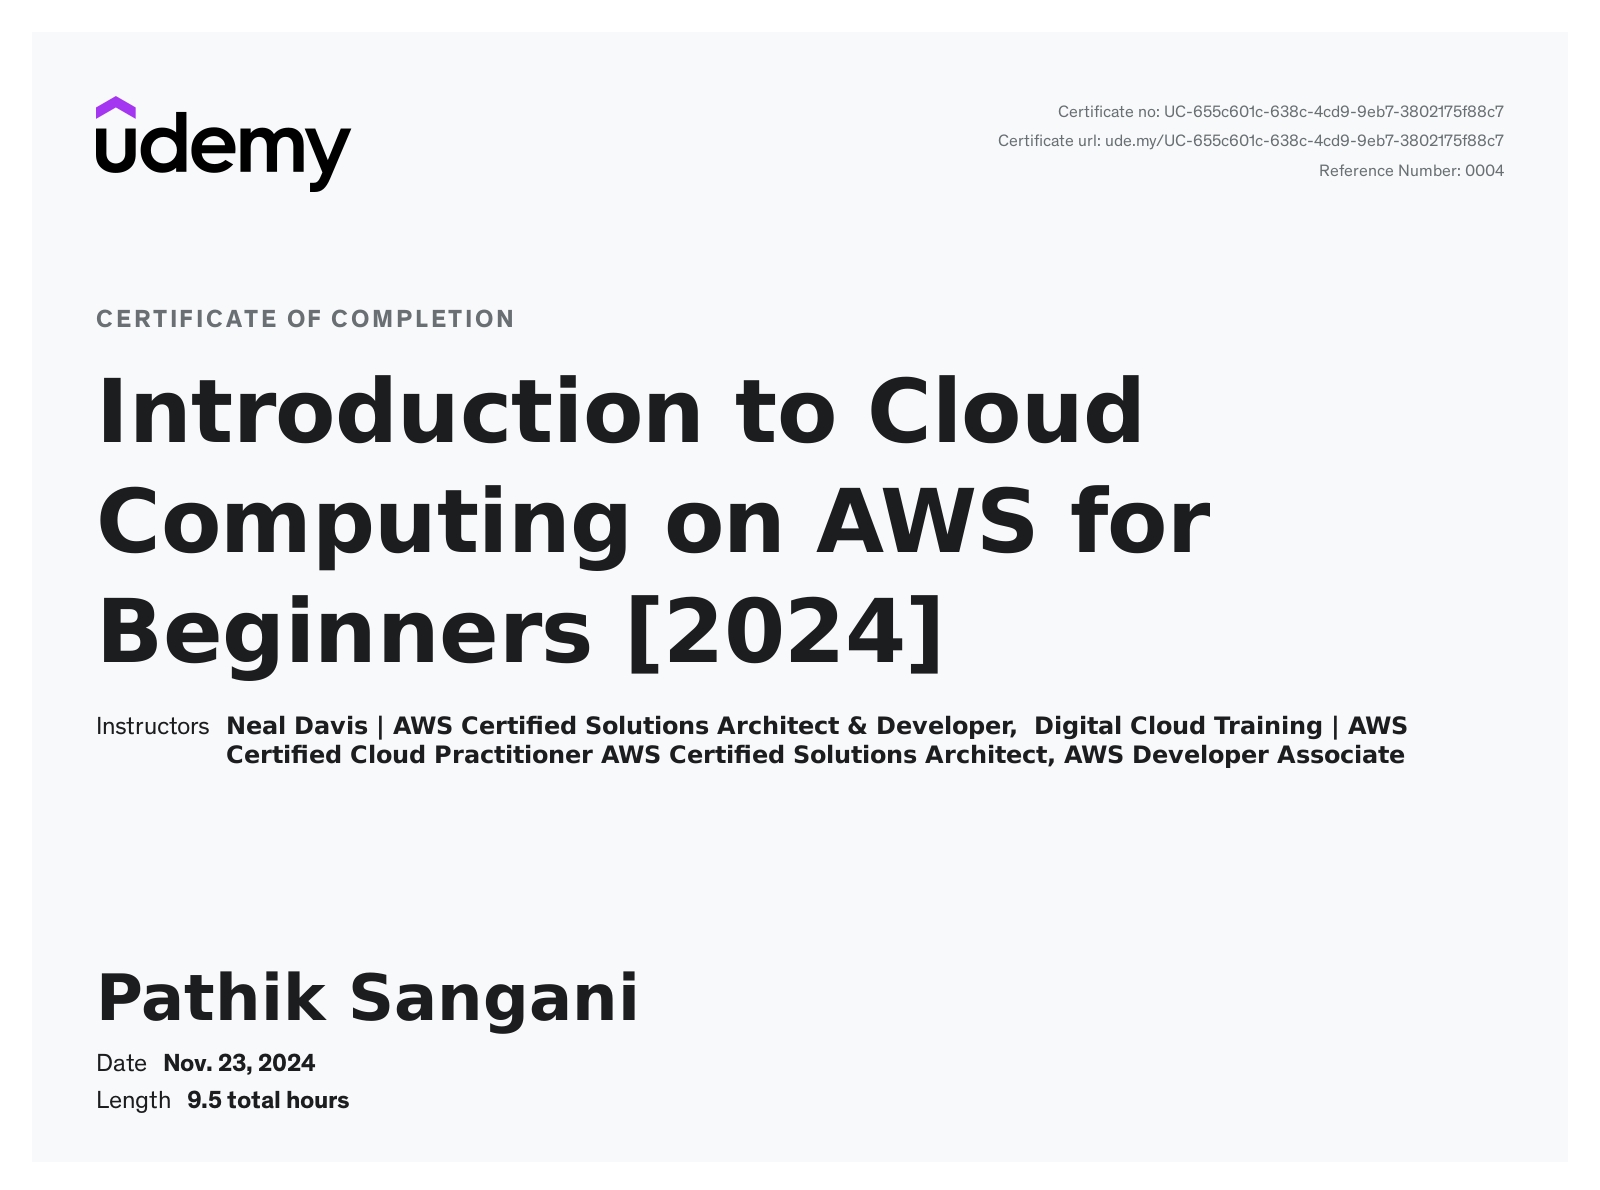 udemy
Certificate no: UC-655c601c-638c-4cd9-9eb7-3802175f88c7
Certificate url: ude.my/UC-655c601c-638c-4cd9-9eb7-3802175f88c7
Reference Number: 0004
CERTIFICATE OF COMPLETION
Introduction to Cloud
Computing on AWS for
Beginners [2024]
Instructors Neal Davis | AWS Certified Solutions Architect & Developer, Digital Cloud Training | AWS
Certified Cloud Practitioner AWS Certified Solutions Architect, AWS Developer Associate
Pathik Sangani
Date Nov. 23, 2024
Length 9.5 total hours